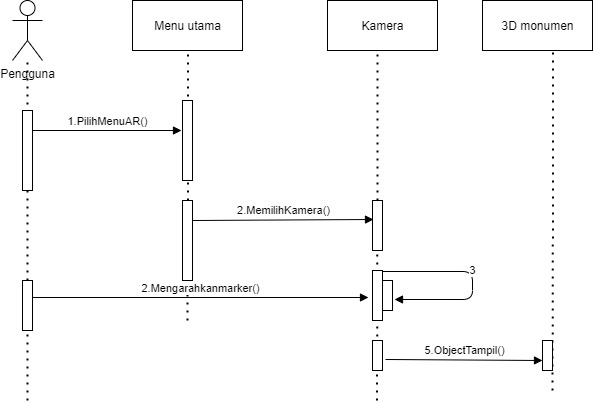 Menu utama
Kamera
3D monumen
Pengguna
1.PilihMenuAR()
2.MemilihKamera()
3
2.Mengarahkanmarker()
5.ObjectTampil()